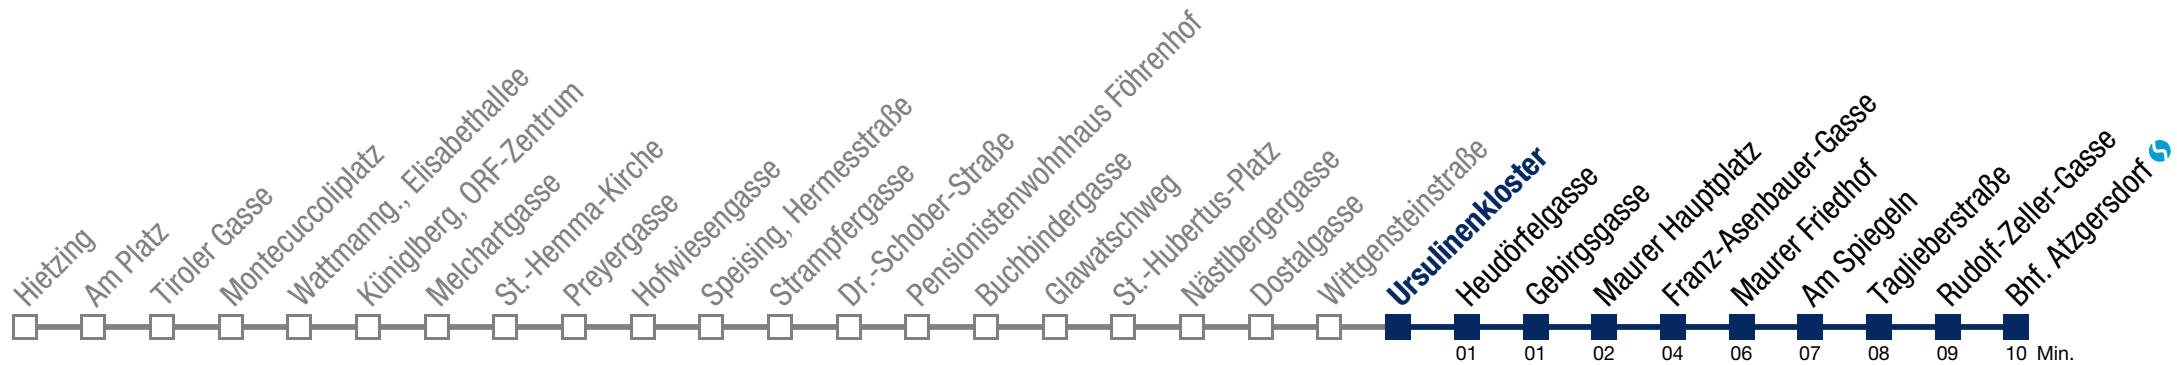 Hietzing
Am Platz
Tiroler Gasse
Montecuccoliplatz
Wattmanng., Elisabethallee
Küniglberg, ORF-Zentrum
Melchartgasse
St.-Hemma-Kirche
Preyergasse
Hofwiesengasse
Speising, Hermesstraße
Strampfergasse
Dr.-Schober-Straße
Pensionistenwohnhaus Föhrenhof
Buchbindergasse
Glawatschweg
St.-Hubertus-Platz
Nästlbergergasse
Dostalgasse
Wittgensteinstraße
Ursulinenkloster
Heudörfelgasse
Gebirgsgasse
Maurer Hauptplatz
Franz-Asenbauer-Gasse
Maurer Friedhof
Am Spiegeln
Taglieberstraße
Rudolf-Zeller-Gasse
Bhf. Atzgersdorf
01 01 02 04 06 07 08 09 10 Min.